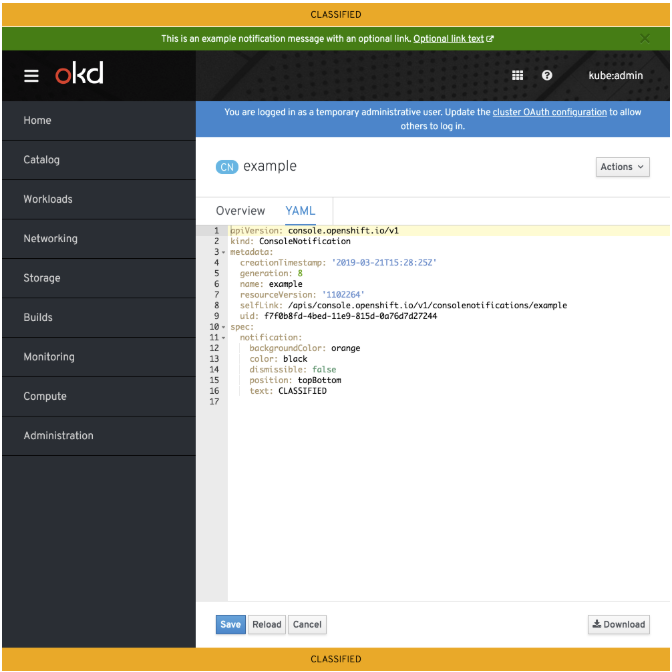 CLASSIFIED
This is an example notification message with an optional link. Optional link text
okd
kube:admin
Home
Catalog
Workloads
Networking
Storage
Builds
Monitoring
Compute
Administration
You are logged in as a temporary administrative user. Update the cluster OAuth configuration to allow
others to log in.
CN example
Actions
Overview YAML
1 apiVersion: console.openshift.io/v1
2 kind: ConsoleNotification
3 metadata:
4 creationTimestamp: '2019-03-21T15:28:25Z'
5 generation: 8
6 name: example
7 resourceVersion: '1102264'
8 selfLink: /apis/console.openshift.io/v1/consolenotifications/example
9 uid: f7f0b8fd-4bed-11e9-815d-0a76d7d27244
10 spec:
11 notification:
12 backgroundColor: orange
13 color: black
14 dismissible: false
15 position: topBottom
16 text: CLASSIFIED
17
Save Reload Cancel
Download
CLASSIFIED